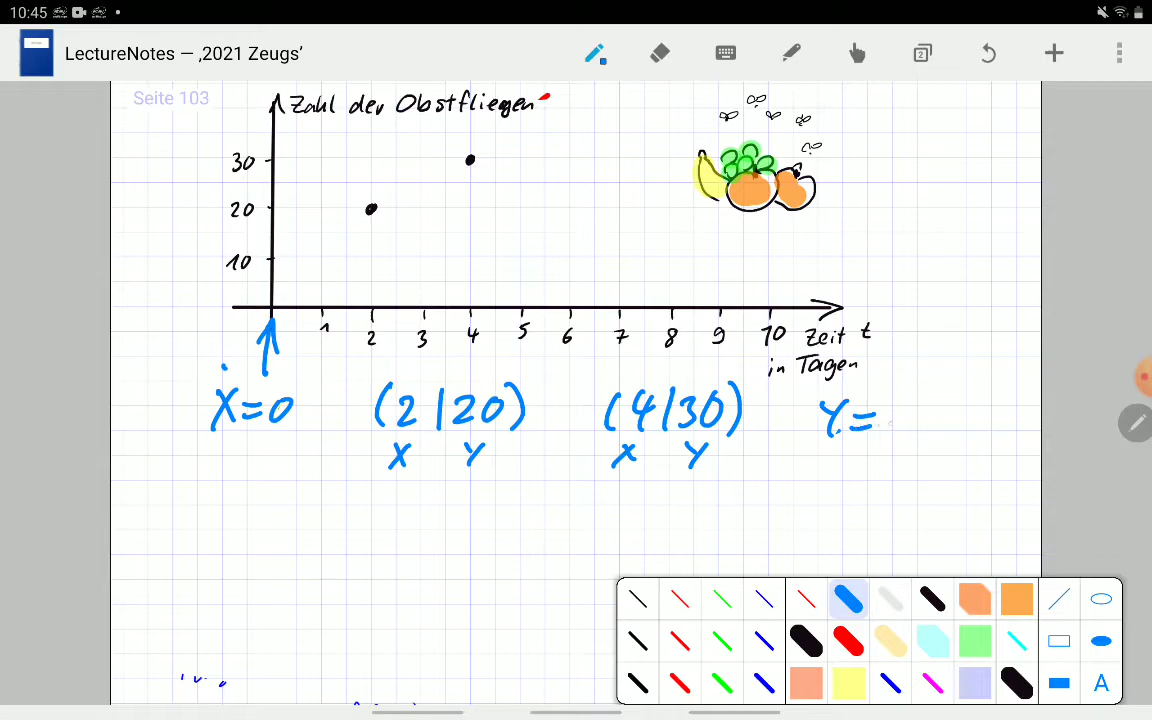 10:45
LectureNotes — ‚2021 Zeugs’
2
Seite 103
Zahl der Obstfliegen
30
20
10
1 2 3 4 5 6 7 8 9 10 Zeit t
in Tagen
X=0 (2|20) (4|30) Y=
X Y X Y
A